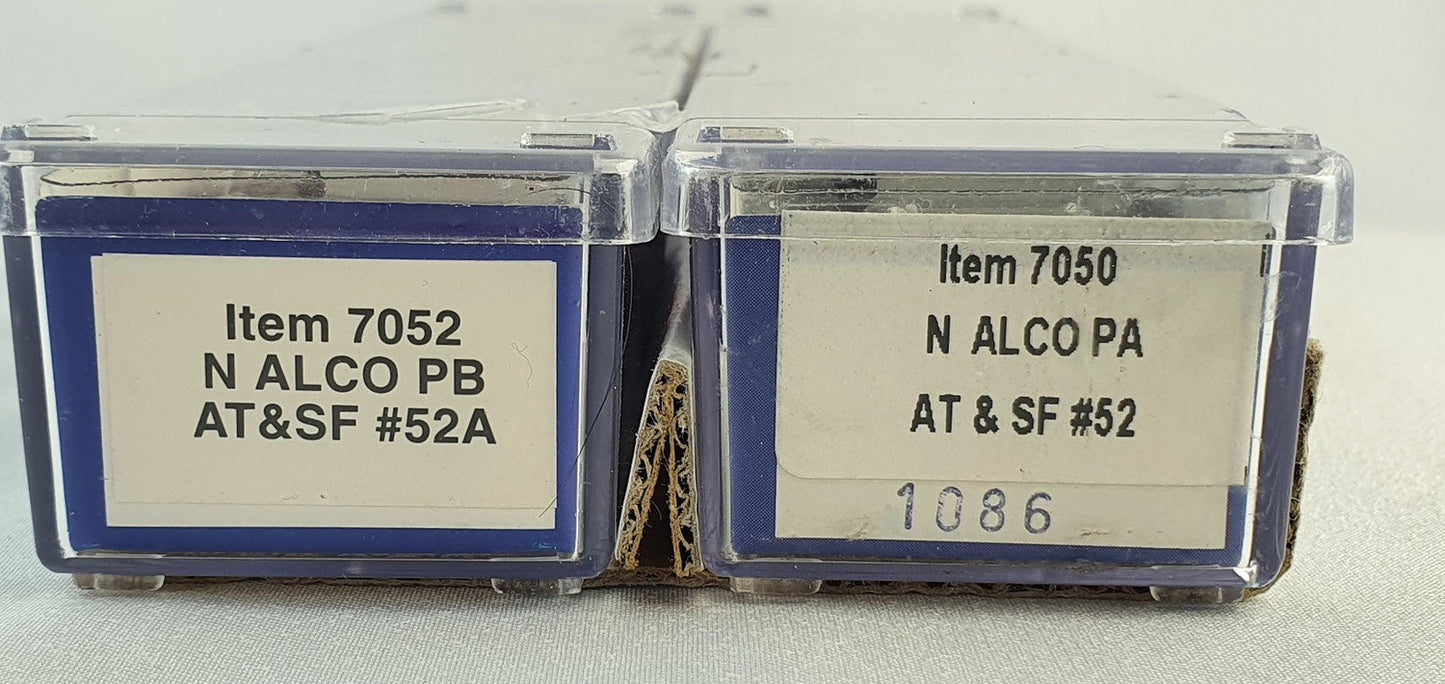 Item 7052
N ALCO PB
AT&SF #52A
Item 7050
N ALCO PA
AT & SF #52
1086